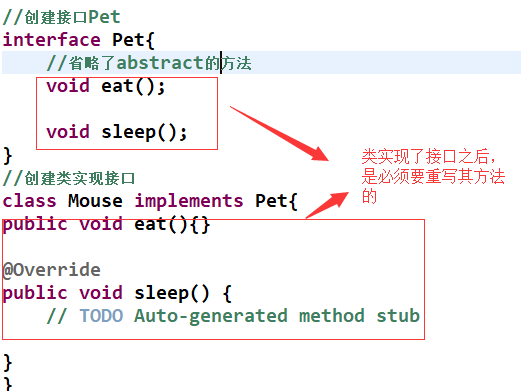 //创建接口Pet
interface Pet{
//省略了abstract的方法
void eat();
void sleep();
}
//创建类实现接口
class Mouse implements Pet{
public void eat(){}
@Override
public void sleep() {
// TODO Auto-generated method stub
}
}
类实现了接口之后，
是必须要重写其方法
的